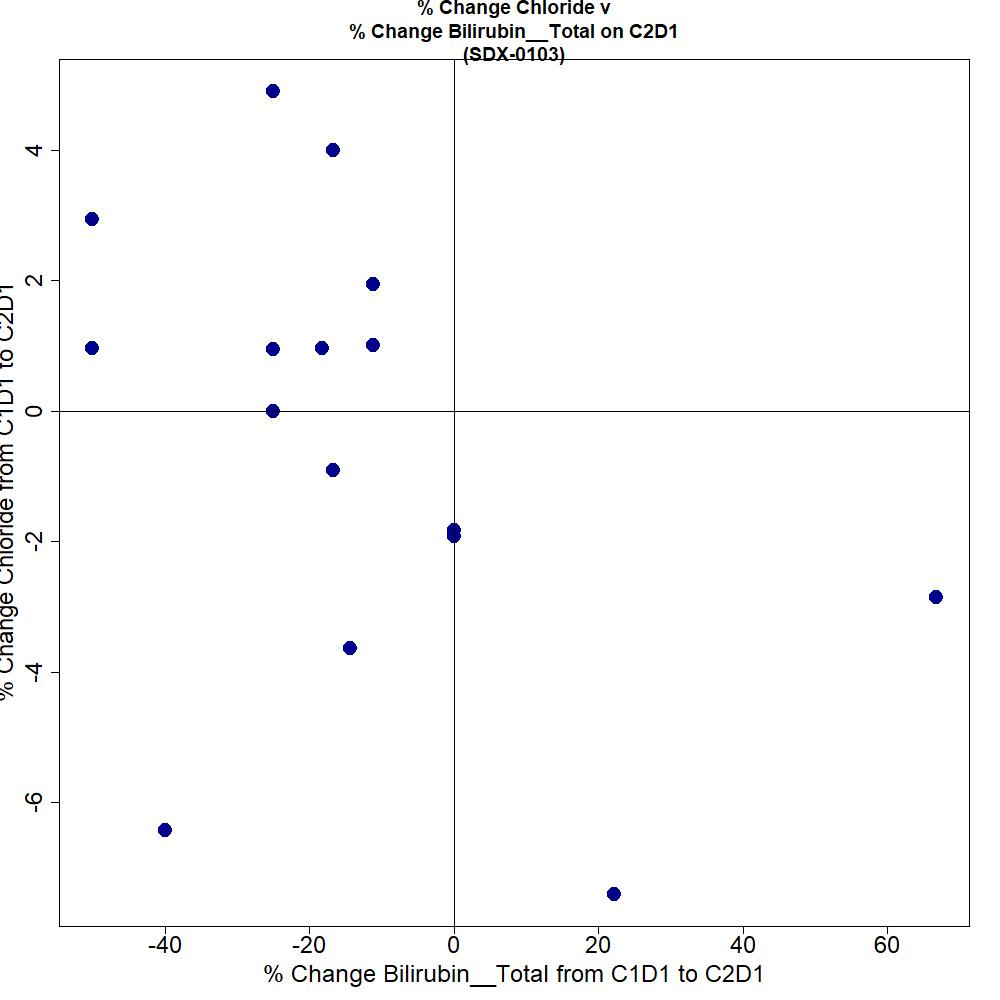 % Change Chloride v
% Change Bilirubin__Total on C2D1
(SDX-0103)
% Change Chloride from C1D1 to C2D1
4
2
0
-2
-4
-6
-40
-20
0
20
40
60
% Change Bilirubin__Total from C1D1 to C2D1